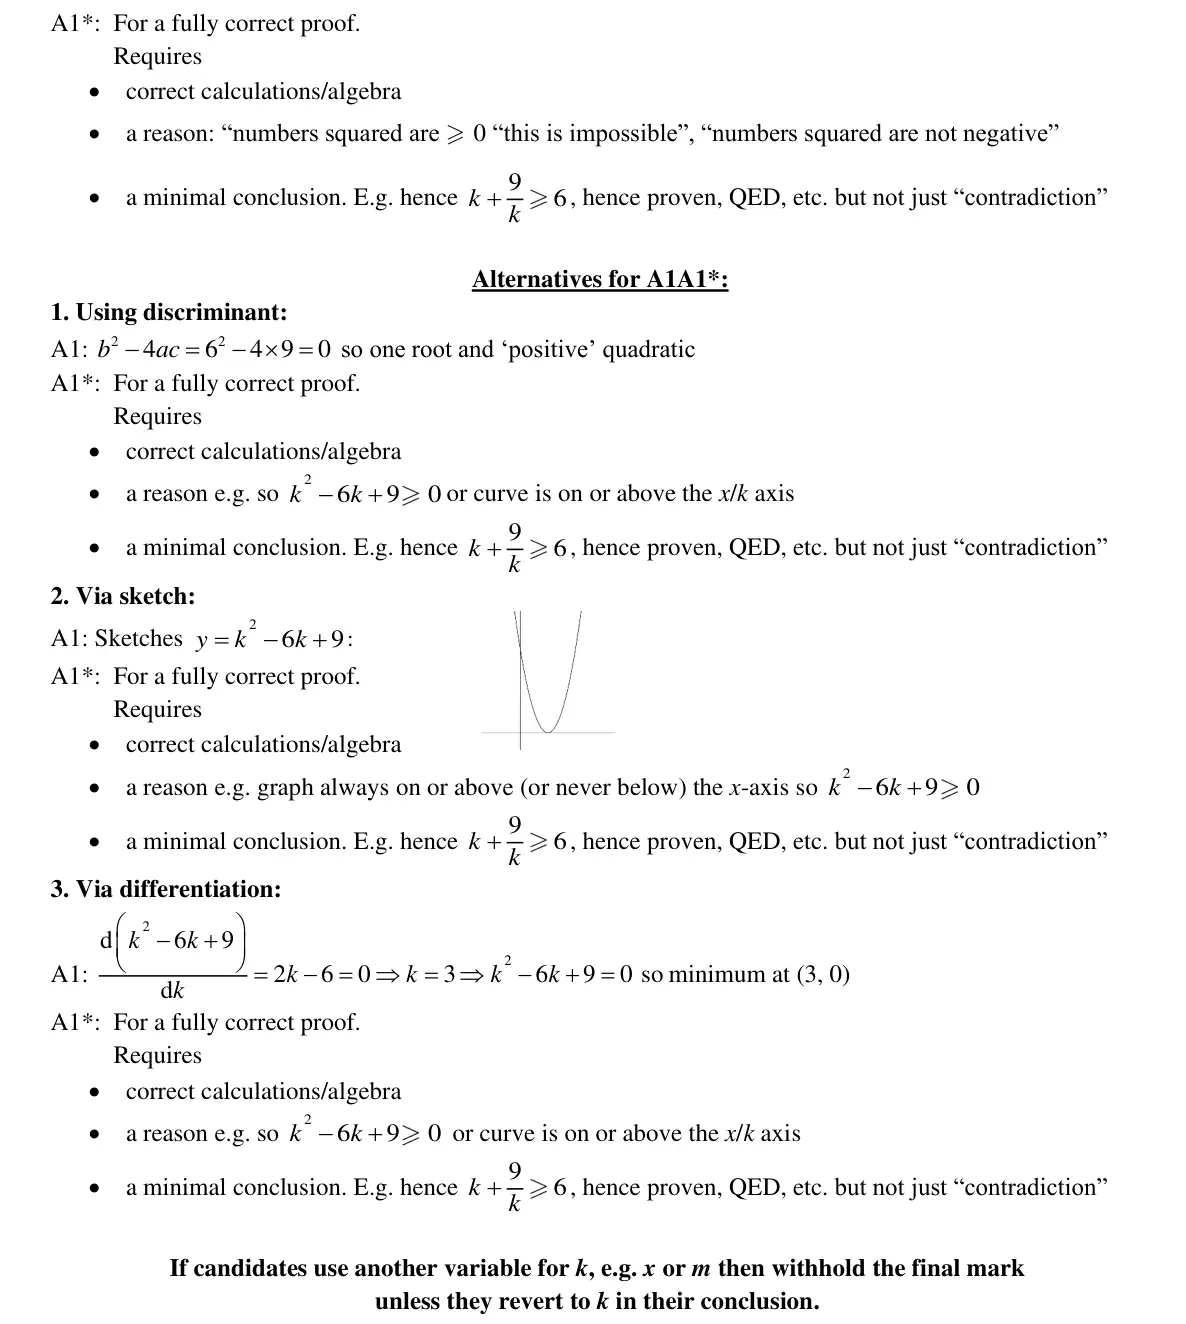 A1*: For a fully correct proof.
Requires
• correct calculations/algebra
• a reason: “numbers squared are ⩾ 0 “this is impossible”, “numbers squared are not negative”
• a minimal conclusion. E.g. hence k + 9/k ⩾ 6, hence proven, QED, etc. but not just “contradiction”
Alternatives for A1A1*:
1. Using discriminant:
A1: b² − 4ac = 6² − 4×9 = 0 so one root and ‘positive’ quadratic
A1*: For a fully correct proof.
Requires
• correct calculations/algebra
• a reason e.g. so k² − 6k + 9 ⩾ 0 or curve is on or above the x/k axis
• a minimal conclusion. E.g. hence k + 9/k ⩾ 6, hence proven, QED, etc. but not just “contradiction”
2. Via sketch:
A1: Sketches y = k² − 6k + 9:
A1*: For a fully correct proof.
Requires
• correct calculations/algebra
• a reason e.g. graph always on or above (or never below) the x-axis so k² − 6k + 9 ⩾ 0
• a minimal conclusion. E.g. hence k + 9/k ⩾ 6, hence proven, QED, etc. but not just “contradiction”
3. Via differentiation:
A1: d(k² − 6k + 9)/dk = 2k − 6 = 0 ⇒ k = 3 ⇒ k² − 6k + 9 = 0 so minimum at (3, 0)
A1*: For a fully correct proof.
Requires
• correct calculations/algebra
• a reason e.g. so k² − 6k + 9 ⩾ 0 or curve is on or above the x/k axis
• a minimal conclusion. E.g. hence k + 9/k ⩾ 6, hence proven, QED, etc. but not just “contradiction”
If candidates use another variable for k, e.g. x or m then withhold the final mark
unless they revert to k in their conclusion.